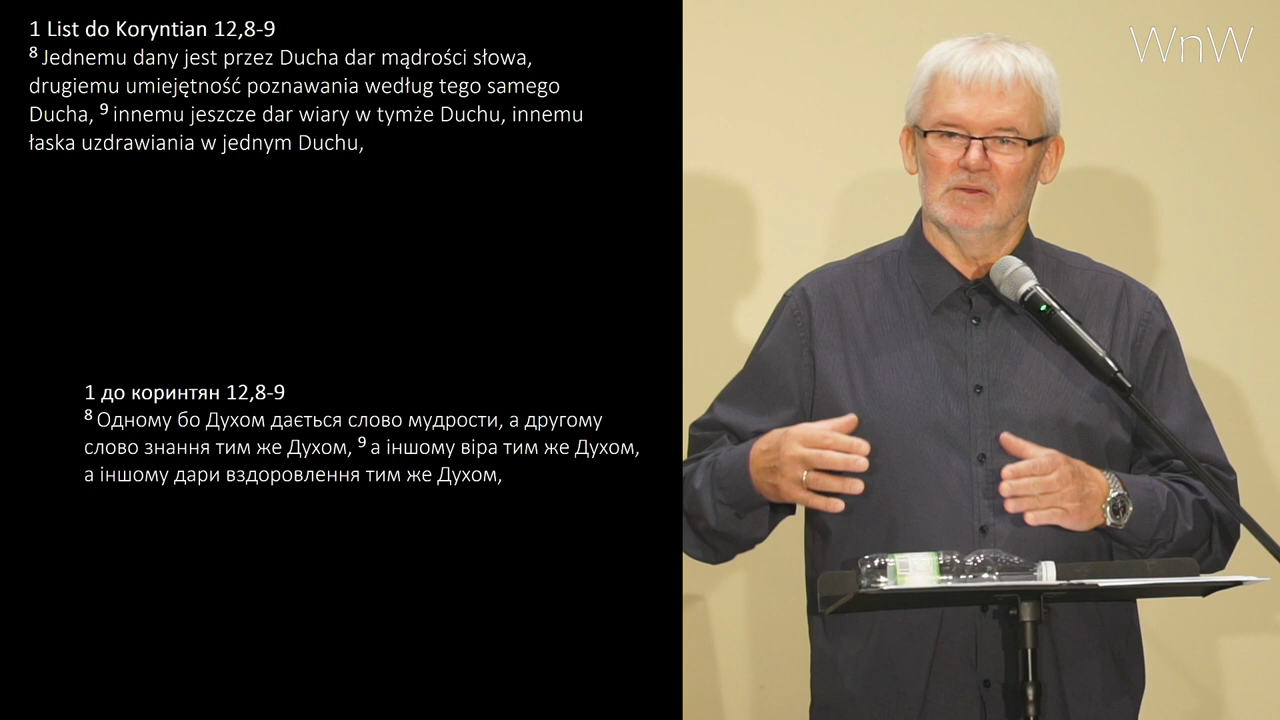 1 List do Koryntian 12,8-9
8 Jednemu dany jest przez Ducha dar mądrości słowa,
drugiemu umiejętność poznawania według tego samego
Ducha, 9 innemu jeszcze dar wiary w tymże Duchu, innemu
łaska uzdrawiania w jednym Duchu,
1 до коринтян 12,8-9
8 Одному бо Духом дається слово мудрости, а другому
слово знання тим же Духом, 9 а іншому віра тим же Духом,
а іншому дари вздоровлення тим же Духом,
WnW